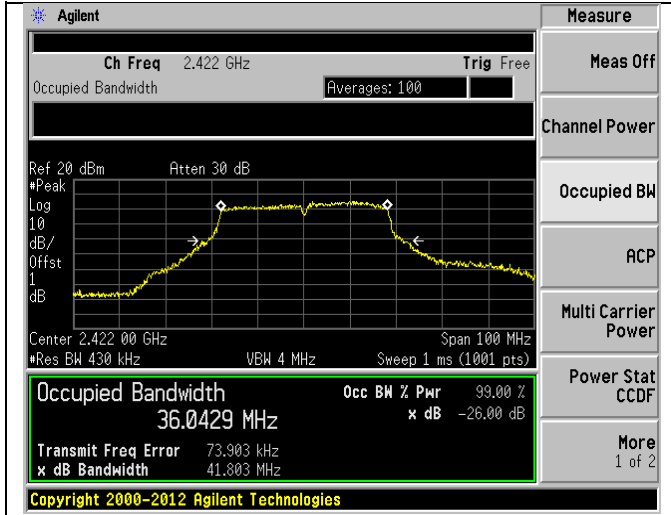 Agilent
Measure
Ch Freq 2.422 GHz Trig Free
Meas Off
Occupied Bandwidth Averages: 100
Channel Power
Ref 20 dBm Atten 30 dB
#Peak
Log
10
dB/
Offst
1
dB
Occupied BW
ACP
Center 2.422 00 GHz Span 100 MHz
#Res BW 430 kHz VBW 4 MHz Sweep 1 ms (1001 pts)
Multi Carrier
Power
Occupied Bandwidth Occ BW % Pwr 99.00 %
36.0429 MHz x dB -26.00 dB
Transmit Freq Error 73.903 kHz
x dB Bandwidth 41.803 MHz
Power Stat
CCDF
More
1 of 2
Copyright 2000-2012 Agilent Technologies